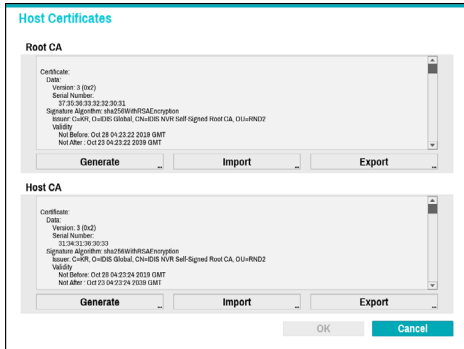 Host Certificates
Root CA
Certificate:
Data:
Version: 3 (0x2)
Serial Number:
37:35:36:33:32:32:30:31
Signature Algorithm: sha256WithRSAEncryption
Issuer: C=KR, O=IDIS Global, CN=IDIS NVR Self-Signed Root CA, OU=RND2
Validity
Not Before: Oct 28 04:23:22 2019 GMT
Not After : Oct 23 04:23:22 2039 GMT
Generate ... Import ... Export ...
Host CA
Certificate:
Data:
Version: 3 (0x2)
Serial Number:
31:34:31:36:30:33
Signature Algorithm: sha256WithRSAEncryption
Issuer: C=KR, O=IDIS Global, CN=IDIS NVR Self-Signed Root CA, OU=RND2
Validity
Not Before: Oct 28 04:23:24 2019 GMT
Not After : Oct 23 04:23:24 2039 GMT
Generate ... Import ... Export ...
OK Cancel